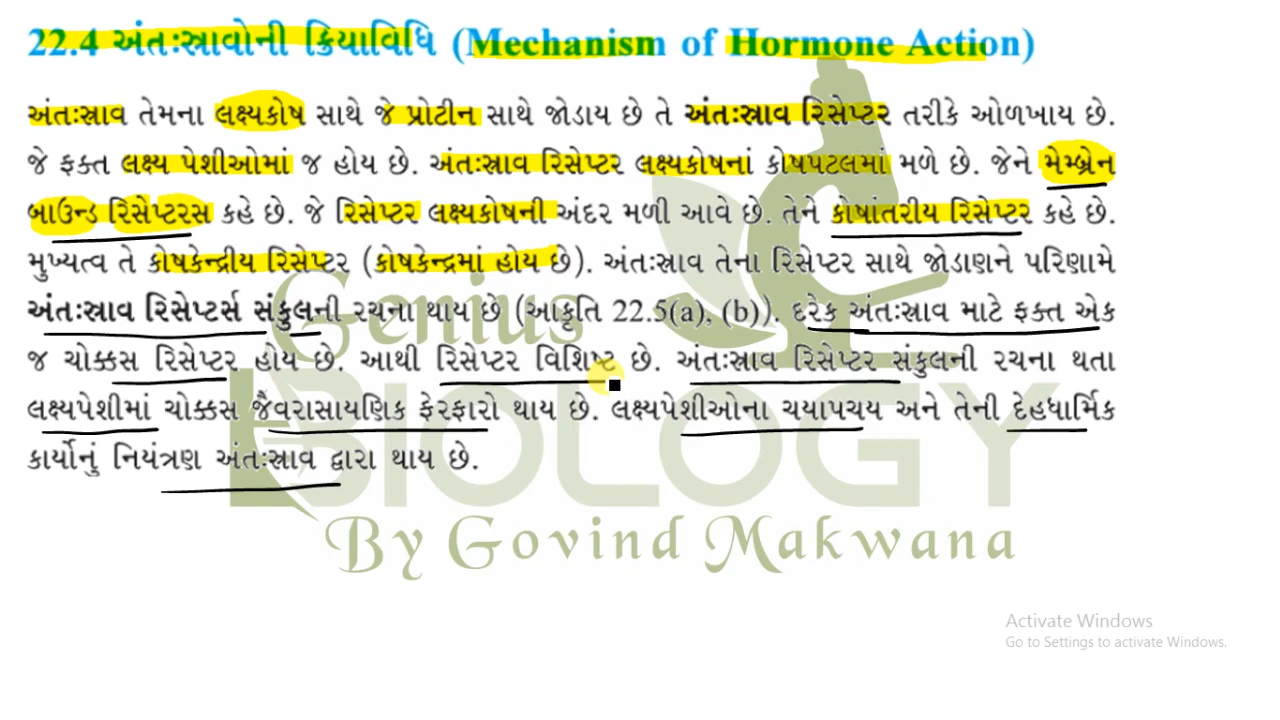 22.4 અંતઃસ્રાવોની ક્રિયાવિધિ (Mechanism of Hormone Action)
અંતઃસ્રાવ તેમના લક્ષ્યકોષ સાથે જે પ્રોટીન સાથે જોડાય છે તે અંતઃસ્રાવ રિસેપ્ટર તરીકે ઓળખાય છે.
જે ફક્ત લક્ષ્ય પેશીઓમાં જ હોય છે. અંતઃસ્રાવ રિસેપ્ટર લક્ષ્યકોષનાં કોષપટલમાં મળે છે. જેને મેમ્બ્રેન
બાઉન્ડ રિસેપ્ટરસ કહે છે. જે રિસેપ્ટર લક્ષ્યકોષની અંદર મળી આવે છે. તેને કોષાંતરીય રિસેપ્ટર કહે છે.
મુખ્યત્વ તે કોષકેન્દ્રીય રિસેપ્ટર (કોષકેન્દ્રમાં હોય છે). અંતઃસ્રાવ તેના રિસેપ્ટર સાથે જોડાણને પરિણામે
અંતઃસ્રાવ રિસેપ્ટર્સ સંકુલની રચના થાય છે (આકૃતિ 22.5(a), (b)). દરેક અંતઃસ્રાવ માટે ફક્ત એક
જ ચોક્કસ રિસેપ્ટર હોય છે. આથી રિસેપ્ટર વિશિષ્ટ છે. અંતઃસ્રાવ રિસેપ્ટર સંકુલની રચના થતા
લક્ષ્યપેશીમાં ચોક્કસ જૈવરાસાયણિક ફેરફારો થાય છે. લક્ષ્યપેશીઓના ચયાપચય અને તેની દેહધાર્મિક
કાર્યોનું નિયંત્રણ અંતઃસ્રાવ દ્વારા થાય છે.
Genius
BIOLOGY
By Govind Makwana
Activate Windows
Go to Settings to activate Windows.